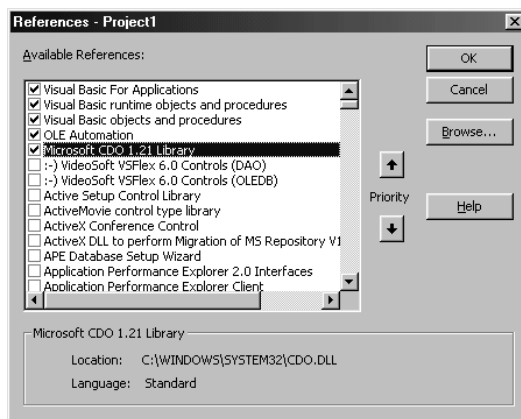 References - Project1
Available References:
Visual Basic For Applications
Visual Basic runtime objects and procedures
Visual Basic objects and procedures
OLE Automation
Microsoft CDO 1.21 Library
:-) VideoSoft VSFlex 6.0 Controls (DAO)
:-) VideoSoft VSFlex 6.0 Controls (OLEDB)
Active Setup Control Library
ActiveMovie control type library
ActiveX Conference Control
ActiveX DLL to perform Migration of MS Repository V1
APE Database Setup Wizard
Application Performance Explorer 2.0 Interfaces
Application Performance Explorer Client
OK
Cancel
Browse...
Priority
Help
Microsoft CDO 1.21 Library
Location: C:\WINDOWS\SYSTEM32\CDO.DLL
Language: Standard